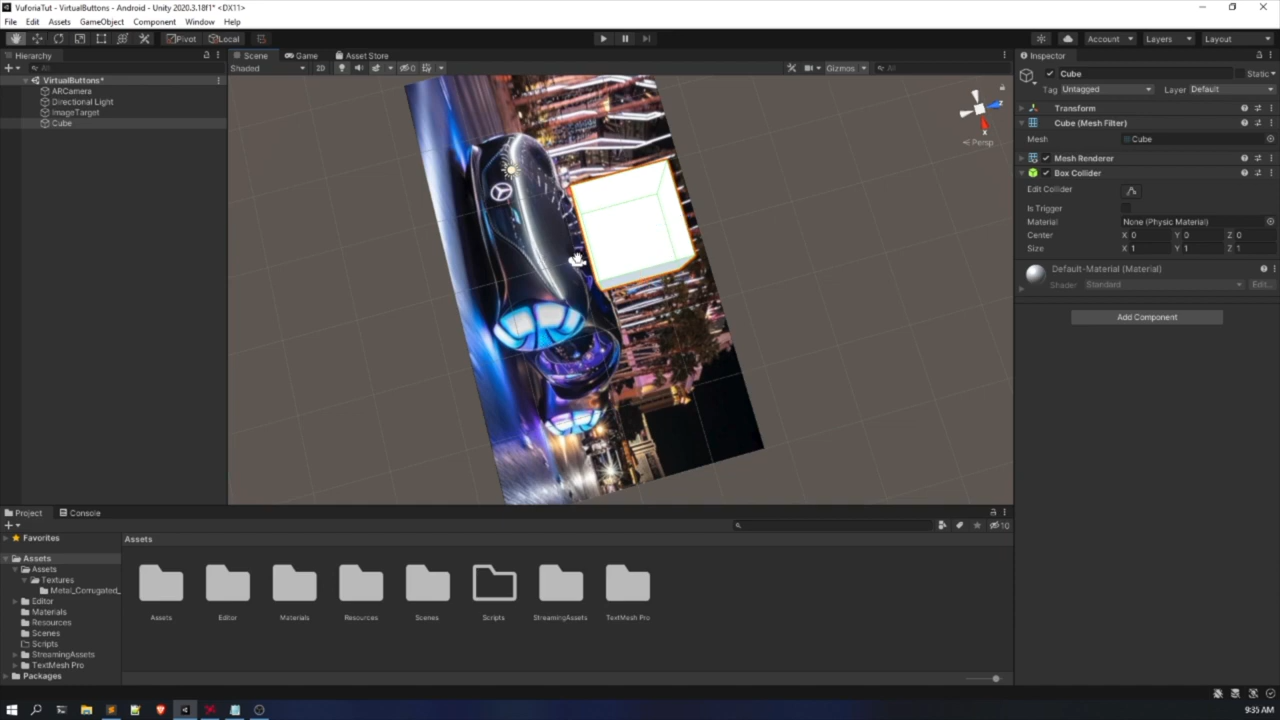 VuforiaTut - VirtualButtons - Android - Unity 2020.3.18f1* <DX11>
File Edit Assets GameObject Component Window Help
Pivot Local Account Layers Layout
Hierarchy Scene Game Asset Store Inspector
All Shaded 2D 0 Gizmos All Cube Static
VirtualButtons*
ARCamera Tag Untagged Layer Default
Directional Light Transform
ImageTarget Cube (Mesh Filter)
Cube Mesh Cube
x z
Persp
Mesh Renderer
Box Collider
Edit Collider
Is Trigger
Material None (Physic Material)
Center X 0 Y 0 Z 0
Size X 1 Y 1 Z 1
Default-Material (Material)
Shader Standard Edit...
Add Component
Project Console
10
Favorites Assets
Assets
Assets
Textures
Metal_Corrugated_
Editor
Materials
Resources
Scenes
Scripts
StreamingAssets
TextMesh Pro
Packages
Assets Editor Materials Resources Scenes Scripts StreamingAssets TextMesh Pro
9:35 AM